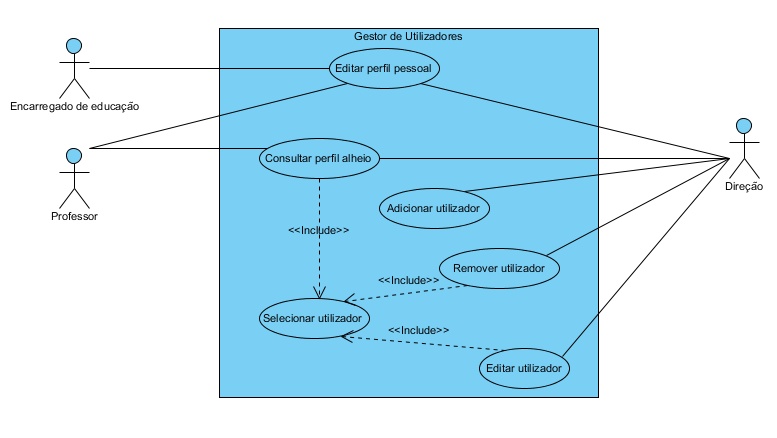 Gestor de Utilizadores
Editar perfil pessoal
Encarregado de educação
Consultar perfil alheio
Direção
Professor
Adicionar utilizador
<<Include>>
Remover utilizador
<<Include>>
Selecionar utilizador
<<Include>>
Editar utilizador